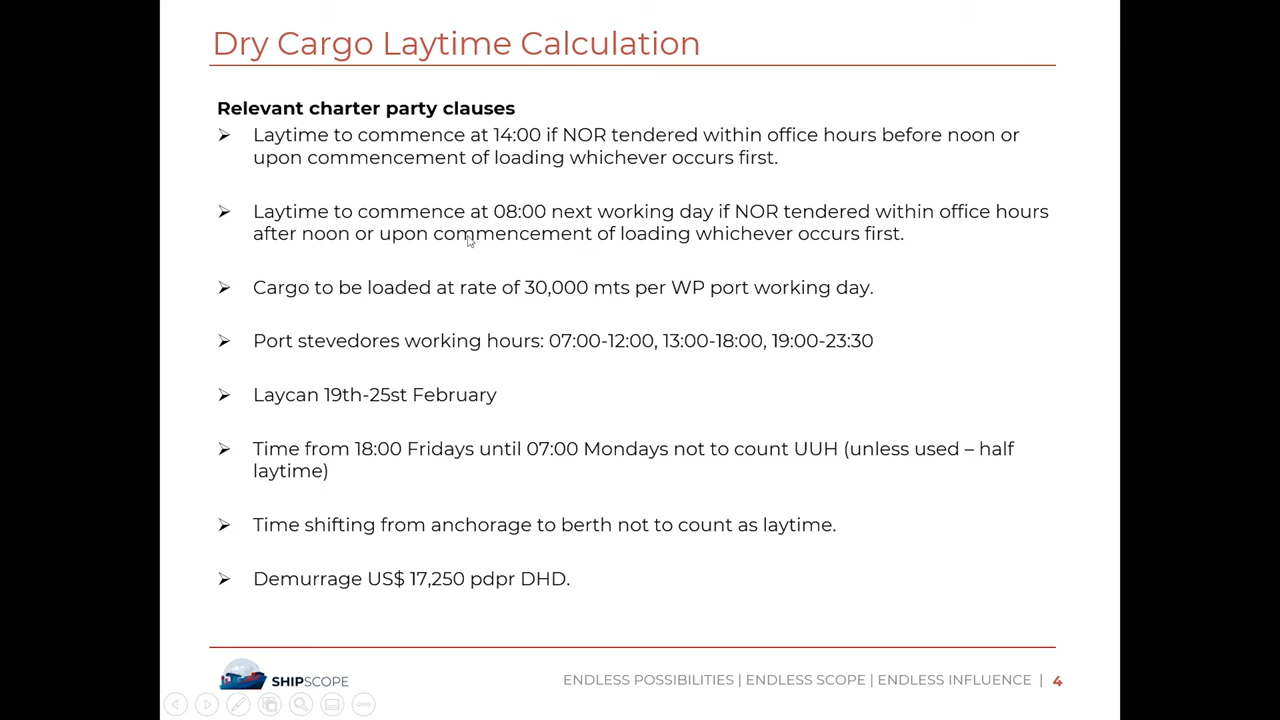 Dry Cargo Laytime Calculation
Relevant charter party clauses
➢ Laytime to commence at 14:00 if NOR tendered within office hours before noon or
upon commencement of loading whichever occurs first.
➢ Laytime to commence at 08:00 next working day if NOR tendered within office hours
after noon or upon commencement of loading whichever occurs first.
➢ Cargo to be loaded at rate of 30,000 mts per WP port working day.
➢ Port stevedores working hours: 07:00-12:00, 13:00-18:00, 19:00-23:30
➢ Laycan 19th-25st February
➢ Time from 18:00 Fridays until 07:00 Mondays not to count UUH (unless used – half
laytime)
➢ Time shifting from anchorage to berth not to count as laytime.
➢ Demurrage US$ 17,250 pdpr DHD.
SHIPSCOPE
ENDLESS POSSIBILITIES | ENDLESS SCOPE | ENDLESS INFLUENCE | 4